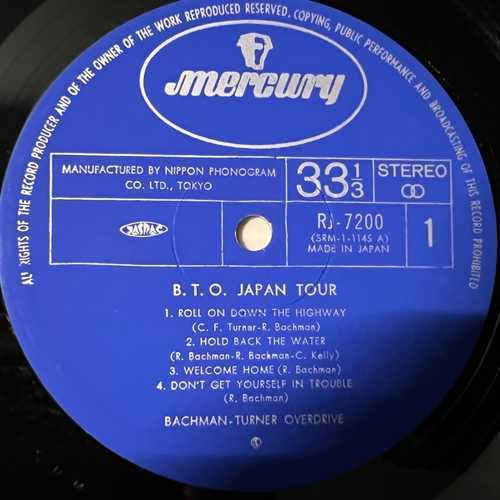 ALL RIGHTS OF THE RECORD PRODUCER AND OF THE OWNER OF THE WORK REPRODUCED RESERVED. COPYING, PUBLIC PERFORMANCE AND BROADCASTING OF THIS RECORD PROHIBITED
mercury
MANUFACTURED BY NIPPON PHONOGRAM
CO. LTD., TOKYO
33 1/3
STEREO
JASRAC
RJ-7200
(SRM-1-1145 A)
MADE IN JAPAN
1
B. T. O. JAPAN TOUR
1. ROLL ON DOWN THE HIGHWAY
(C. F. Turner-R. Bachman)
2. HOLD BACK THE WATER
(R. Bachman-R. Bachman-C. Kelly)
3. WELCOME HOME (R. Bachman)
4. DON'T GET YOURSELF IN TROUBLE
(R. Bachman)
BACHMAN-TURNER OVERDRIVE